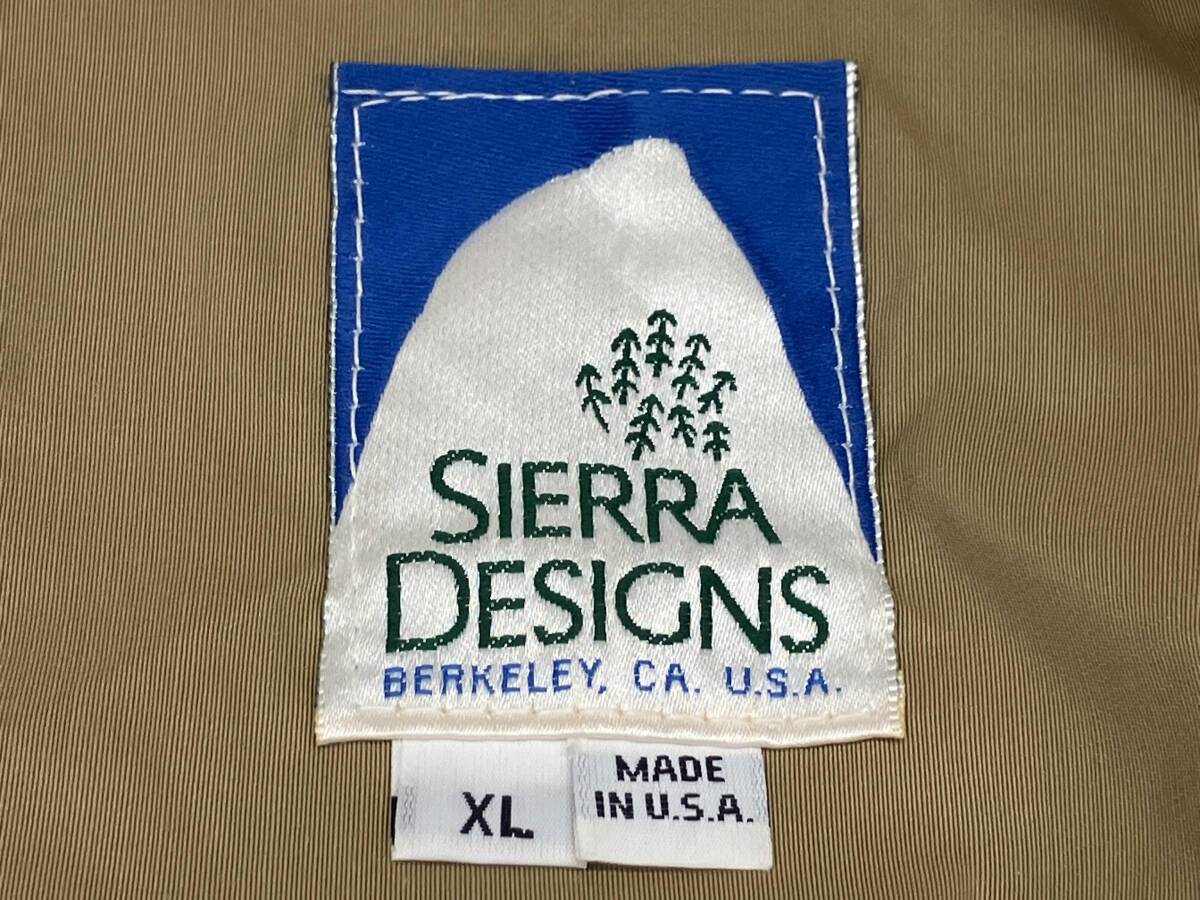 SIERRA
DESIGNS
BERKELEY, CA. U.S.A.
XL
MADE
IN U.S.A.